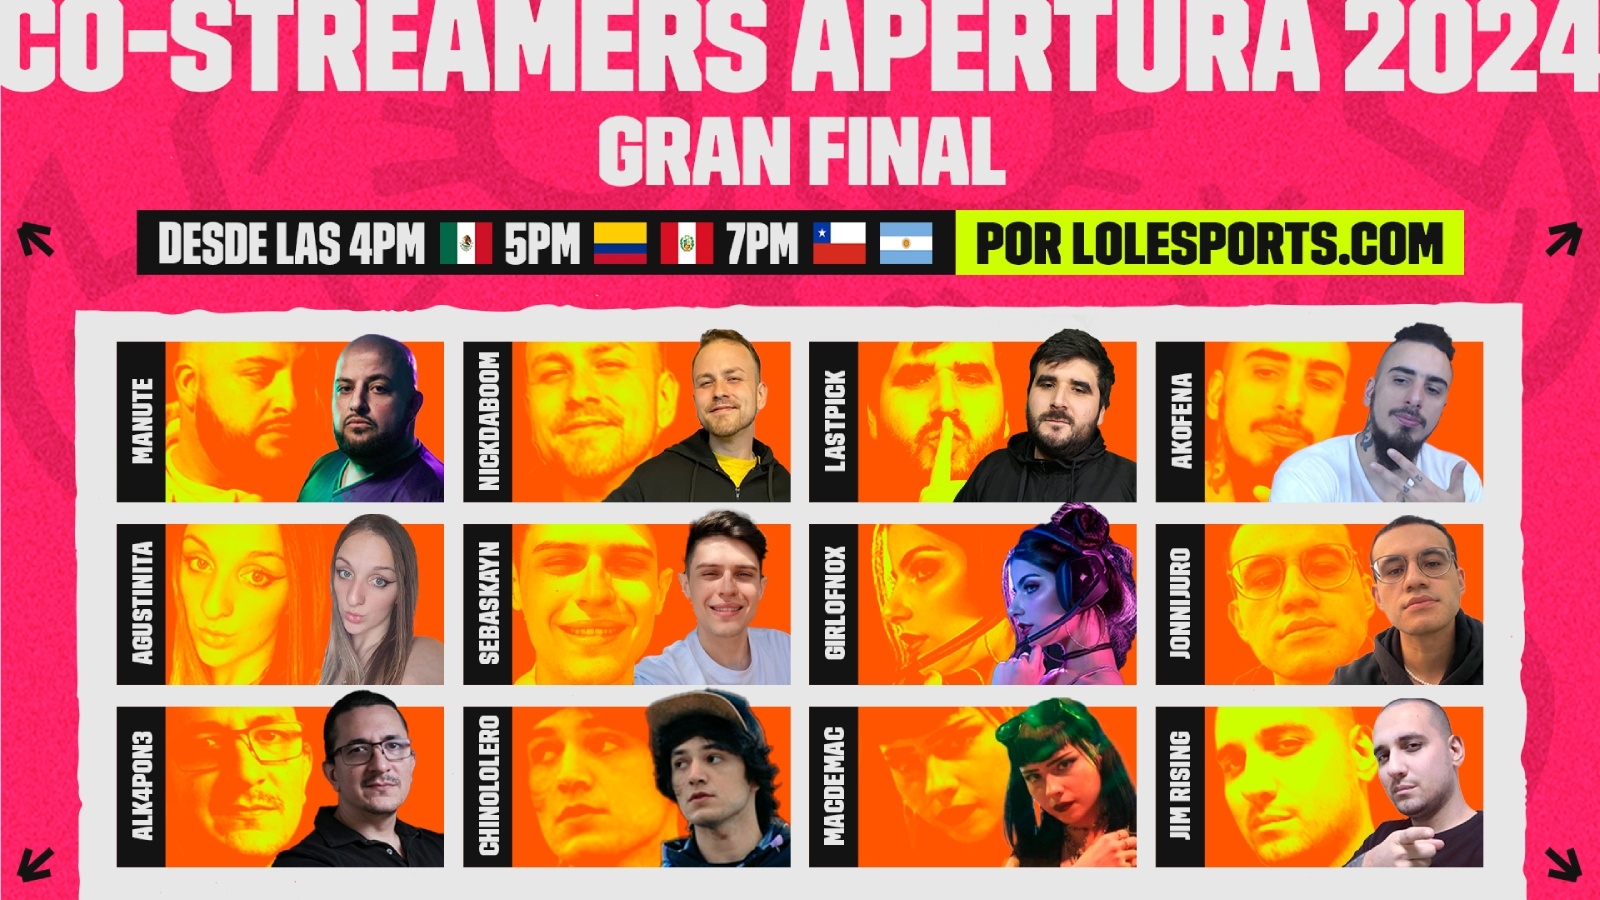 CO-STREAMERS APERTURA 2024
GRAN FINAL
DESDE LAS 4PM 5PM 7PM POR LOLESPORTS.COM
MANUTE
NICKDABOOM
LASTPICK
AKOFENA
AGUSTINITA
SEBASKAYN
GIRLOFNOX
JONNIJURO
ALK4PON3
CHINOLOLERO
MACDEMAC
JIM RISING